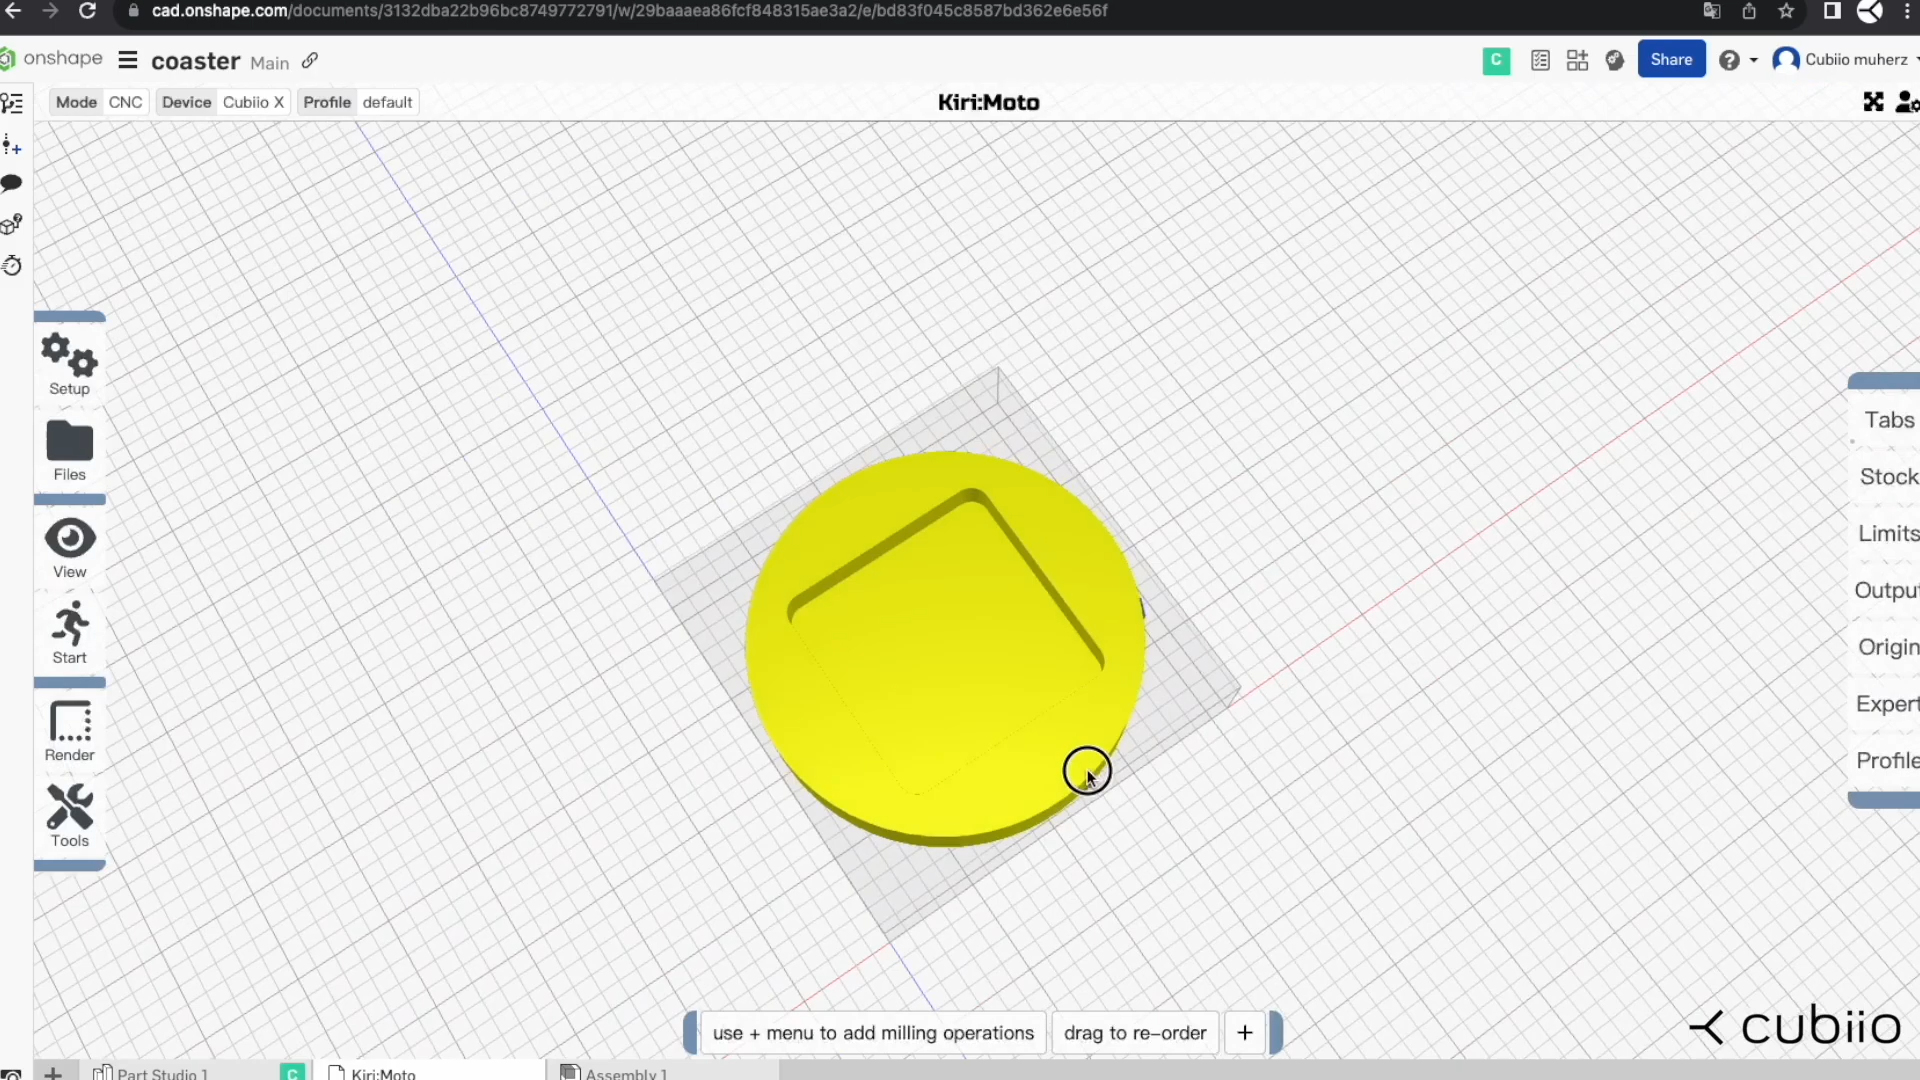 cad.onshape.com/documents/3132dba22b96bc8749772791/w/29baaaea86fcf848315ae3a2/e/bd83f045c8587bd362e6e56f
onshape
coaster Main
C
Share
?
Cubiio muherz
Mode CNC
Device Cubiio X
Profile default
Kiri:Moto
Setup
Files
View
Start
Render
Tools
Tabs
Stock
Limits
Output
Origin
Expert
Profile
use + menu to add milling operations
drag to re-order
+
cubiio
+
Part Studio 1
C
Kiri:Moto
Assembly 1